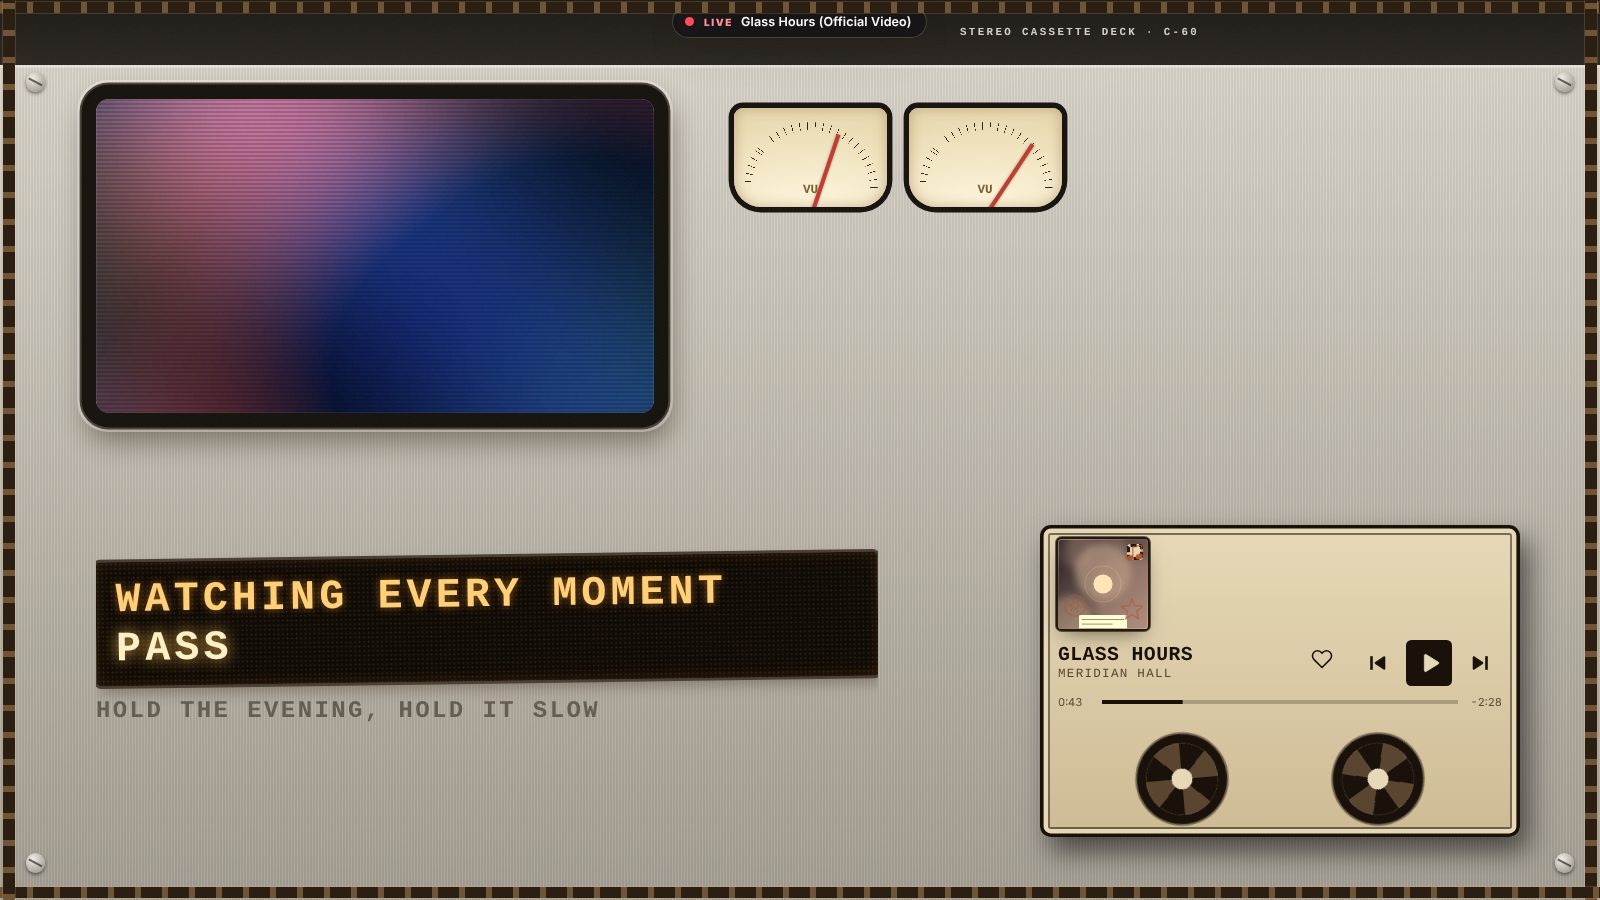 LIVE Glass Hours (Official Video)
STEREO CASSETTE DECK · C-60
VU
VU
WATCHING EVERY MOMENT
PASS
HOLD THE EVENING, HOLD IT SLOW
GLASS HOURS
MERIDIAN HALL
0:43
-2:28